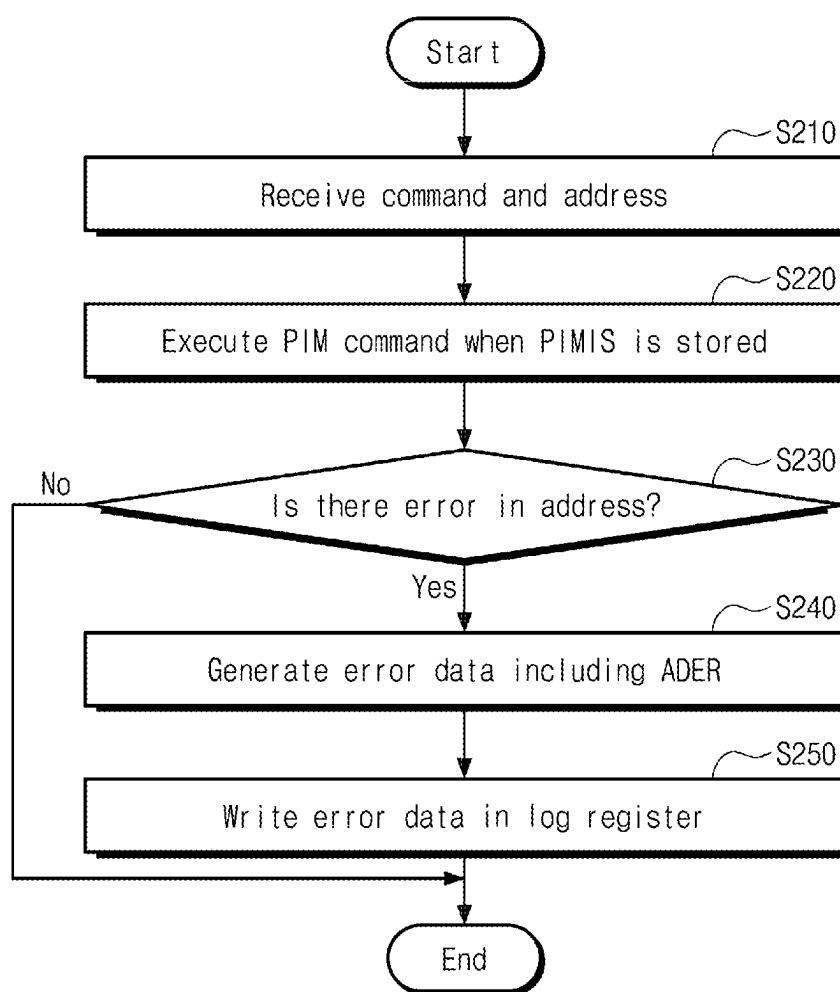 Start
S210
Receive command and address
S220
Execute PIM command when PIMIS is stored
S230
No
Is there error in address?
Yes
S240
Generate error data including ADER
S250
Write error data in log register
End